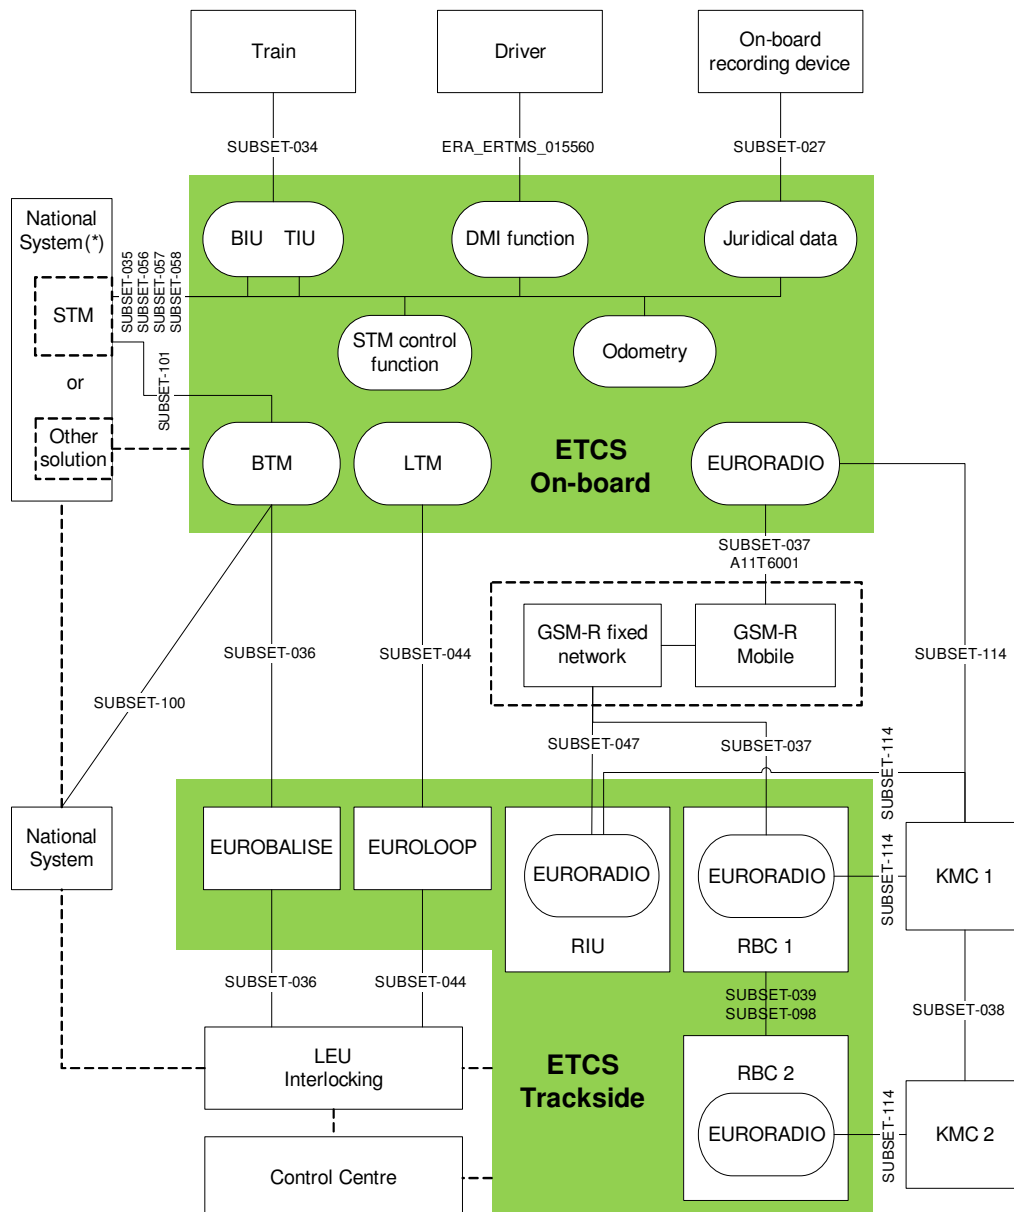 Train
Driver
On-board
recording device
SUBSET-034
ERA_ERTMS_015560
SUBSET-027
National
System(*)
STM
or
Other
solution
SUBSET-035
SUBSET-056
SUBSET-057
SUBSET-058
SUBSET-101
BIU TIU
DMI function
Juridical data
STM control
function
Odometry
BTM
LTM
ETCS
On-board
EURORADIO
SUBSET-037
A11T6001
GSM-R fixed
network
GSM-R
Mobile
SUBSET-036
SUBSET-044
SUBSET-114
SUBSET-100
SUBSET-047
SUBSET-037
SUBSET-114
National
System
EUROBALISE
EUROLOOP
EURORADIO
RIU
EURORADIO
RBC 1
SUBSET-114
KMC 1
SUBSET-036
SUBSET-044
SUBSET-039
SUBSET-098
SUBSET-038
LEU
Interlocking
ETCS
Trackside
RBC 2
EURORADIO
SUBSET-114
KMC 2
Control Centre